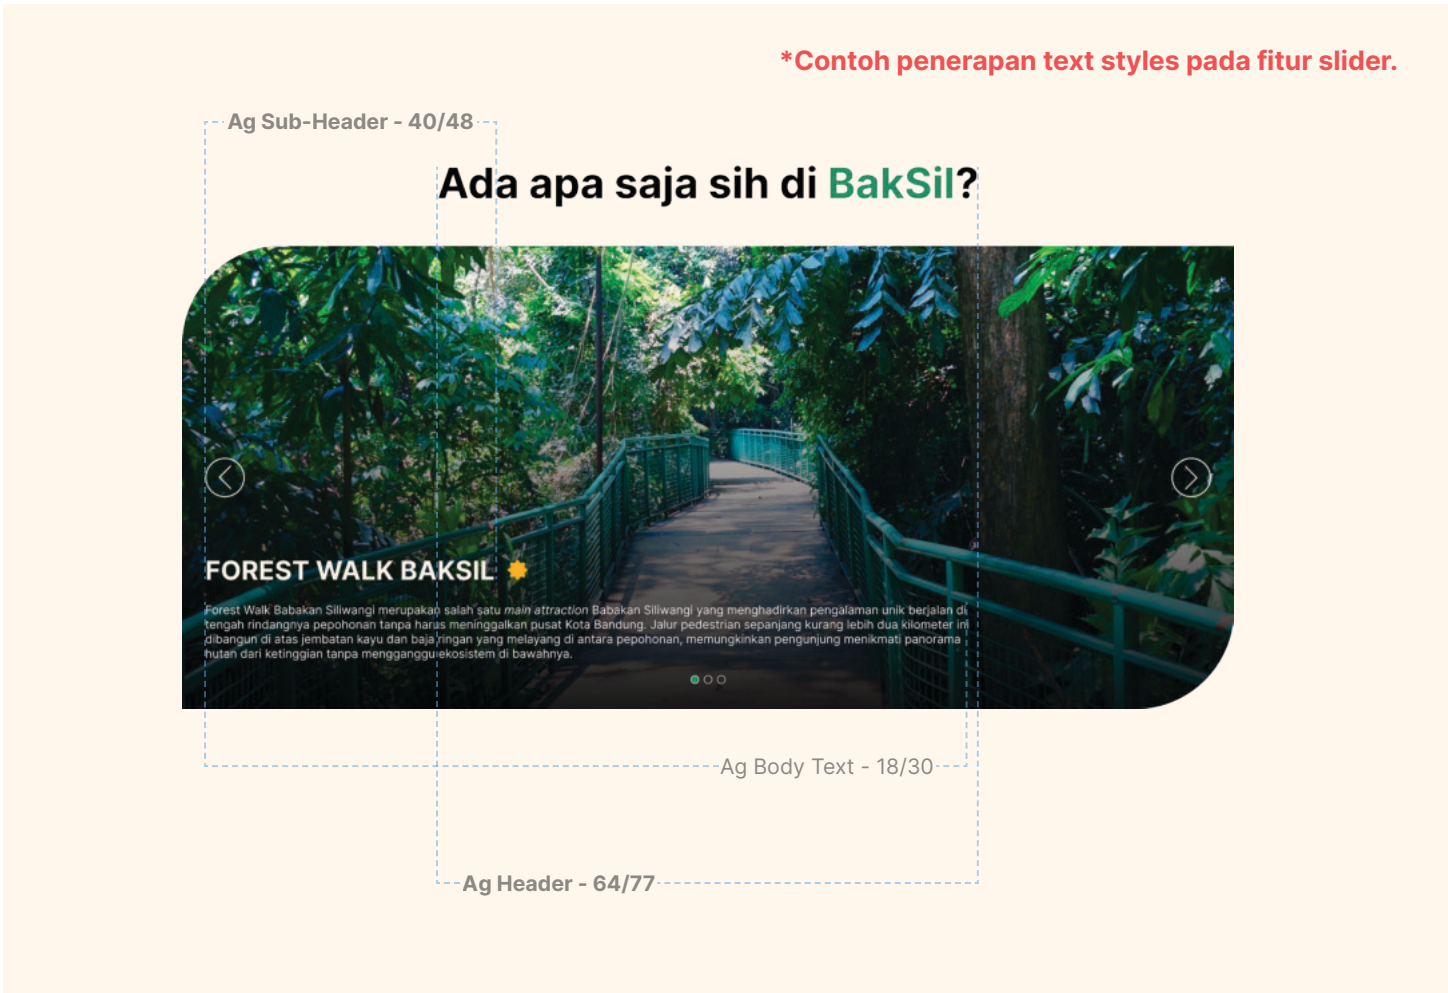 *Contoh penerapan text styles pada fitur slider.
Ag Sub-Header - 40/48
Ada apa saja sih di BakSil?
FOREST WALK BAKSIL
Forest Walk Babakan Siliwangi merupakan salah satu main attraction Babakan Siliwangi yang menghadirkan pengalaman unik berjalan di
tengah rindangnya pepohonan tanpa harus meninggalkan pusat Kota Bandung. Jalur pedestrian sepanjang kurang lebih dua kilometer ini
dibangun di atas jembatan kayu dan baja ringan yang melayang di antara pepohonan, memungkinkan pengunjung menikmati panorama
hutan dari ketinggian tanpa mengganggu ekosistem di bawahnya.
Ag Body Text - 18/30
Ag Header - 64/77